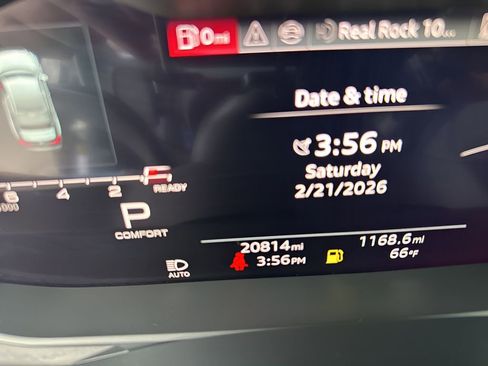 0mi
Real Rock 10...
Date & time
3:56 PM
Saturday
2/21/2026
6 4 2
READY
P
COMFORT
20814mi
1168.6mi
AUTO
3:56PM
66°F